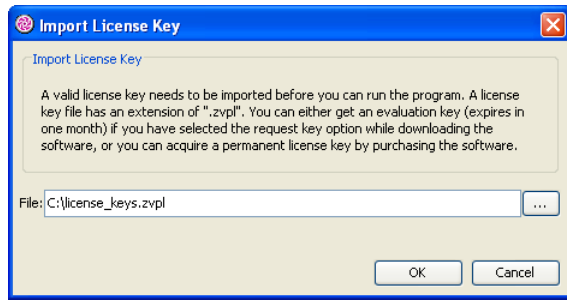 Import License Key
Import License Key
A valid license key needs to be imported before you can run the program. A license
key file has an extension of ".zvpl". You can either get an evaluation key (expires in
one month) if you have selected the request key option while downloading the
software, or you can acquire a permanent license key by purchasing the software.
File: C:\license_keys.zvpl ...
OK Cancel